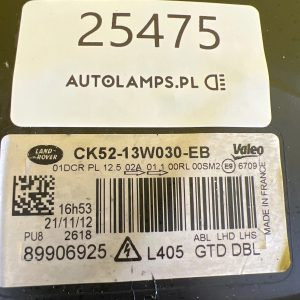 25475
AUTOLAMPS.PL
LAND-
ROVER
CK52-13W030-EB
Valeo
01DCR PL 12.5 02A 01.1 00RL 00SM2 E9 6709
MADE IN FRANCE
16h53
21/11/12
PU8 2618
ABL LHD LHS
89906925 L405 GTD DBL